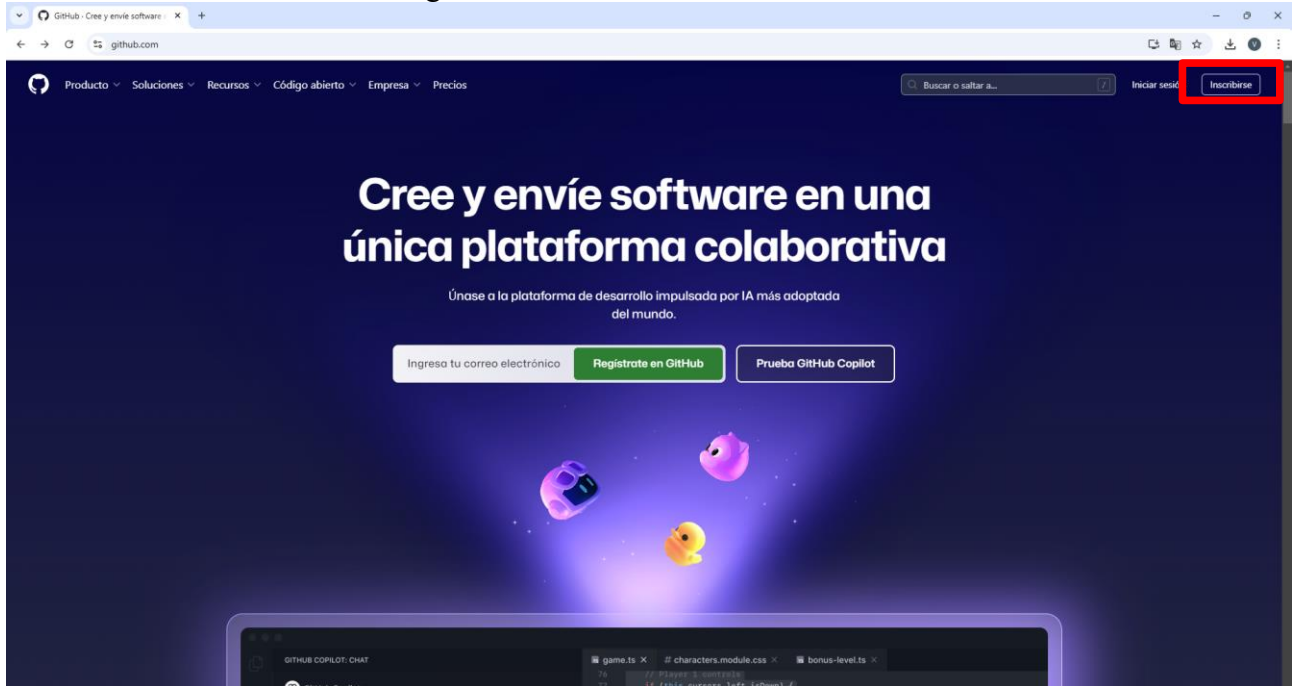 GitHub · Cree y envíe software
github.com
Producto Soluciones Recursos Código abierto Empresa Precios Buscar o saltar a... / Iniciar sesió Inscribirse
Cree y envíe software en una
única plataforma colaborativa
Únase a la plataforma de desarrollo impulsada por IA más adoptada
del mundo.
Ingresa tu correo electrónico Regístrate en GitHub Prueba GitHub Copilot
GITHUB COPILOT: CHAT game.ts # characters.module.css bonus-level.ts
76 // Player 1 controls